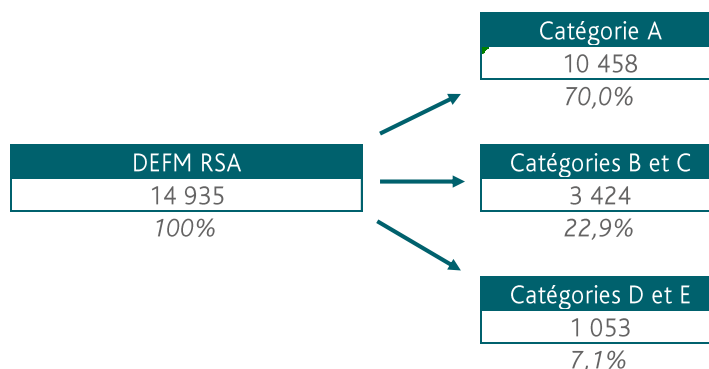 Catégorie A
10 458
70,0%
DEFM RSA
14 935
100%
Catégories B et C
3 424
22,9%
Catégories D et E
1 053
7,1%